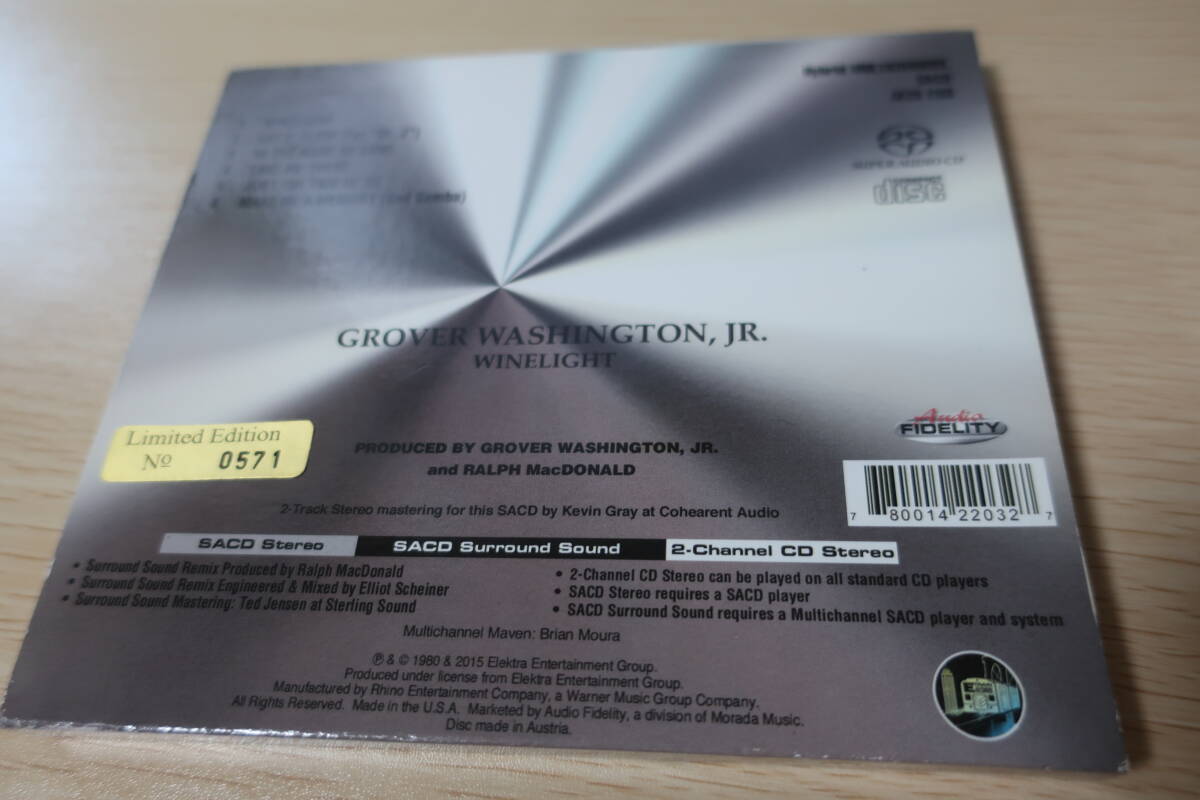 SUPER AUDIO CD
COMPACT
disc
GROVER WASHINGTON, JR.
WINELIGHT
Audio
FIDELITY
Limited Edition
No 0571
PRODUCED BY GROVER WASHINGTON, JR.
and RALPH MacDONALD
7 80014 22032 7
2-Track Stereo mastering for this SACD by Kevin Gray at Cohearent Audio
SACD Stereo
SACD Surround Sound
2-Channel CD Stereo
• Surround Sound Remix Produced by Ralph MacDonald
• Surround Sound Remix Engineered & Mixed by Elliot Scheiner
• Surround Sound Mastering: Ted Jensen at Sterling Sound
• 2-Channel CD Stereo can be played on all standard CD players
• SACD Stereo requires a SACD player
• SACD Surround Sound requires a Multichannel SACD player and system
Multichannel Maven: Brian Moura
℗ & © 1980 & 2015 Elektra Entertainment Group.
Produced under license from Elektra Entertainment Group.
Manufactured by Rhino Entertainment Company, a Warner Music Group Company.
All Rights Reserved. Made in the U.S.A. Marketed by Audio Fidelity, a division of Morada Music.
Disc made in Austria.